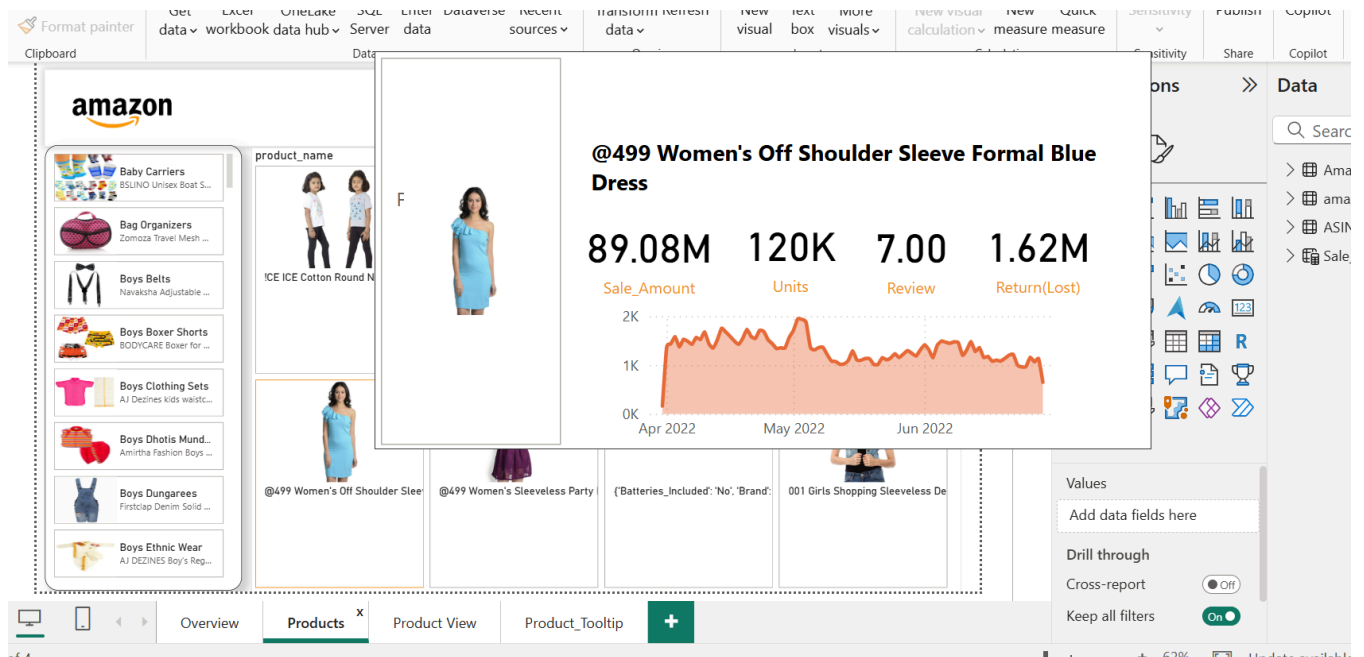 Get Excel OneLake SQL Enter Dataverse Recent Transform Refresh New Text More New visual New Quick Sensitivity Publish Copilot
Format painter data workbook data hub Server data sources data visual box visuals calculation measure measure
Clipboard Share Copilot
amazon
Data
product_name
Baby Carriers
BSLINO Unisex Boat S...
Bag Organizers
Zomoza Travel Mesh ...
Boys Belts
Navaksha Adjustable ...
Boys Boxer Shorts
BODYCARE Boxer for ...
Boys Clothing Sets
AJ Dezines kids waistc...
Boys Dhotis Mund...
Amirtha Fashion Boys ...
Boys Dungarees
Firstclap Denim Solid ...
Boys Ethnic Wear
AJ DEZINES Boy's Reg...
!CE ICE Cotton Round N
@499 Women's Off Shoulder Sleeve Formal Blue
Dress
89.08M 120K 7.00 1.62M
Sale_Amount Units Review Return(Lost)
2K
1K
0K
Apr 2022 May 2022 Jun 2022
@499 Women's Off Shoulder Slee
@499 Women's Sleeveless Party
{'Batteries_Included': 'No', 'Brand':
001 Girls Shopping Sleeveless De
Searc
Ama
ama
ASIN
Sale_
123
R
Values
Add data fields here
Drill through
Cross-report Off
Keep all filters On
Overview Products x Product View Product_Tooltip +
62% Update available